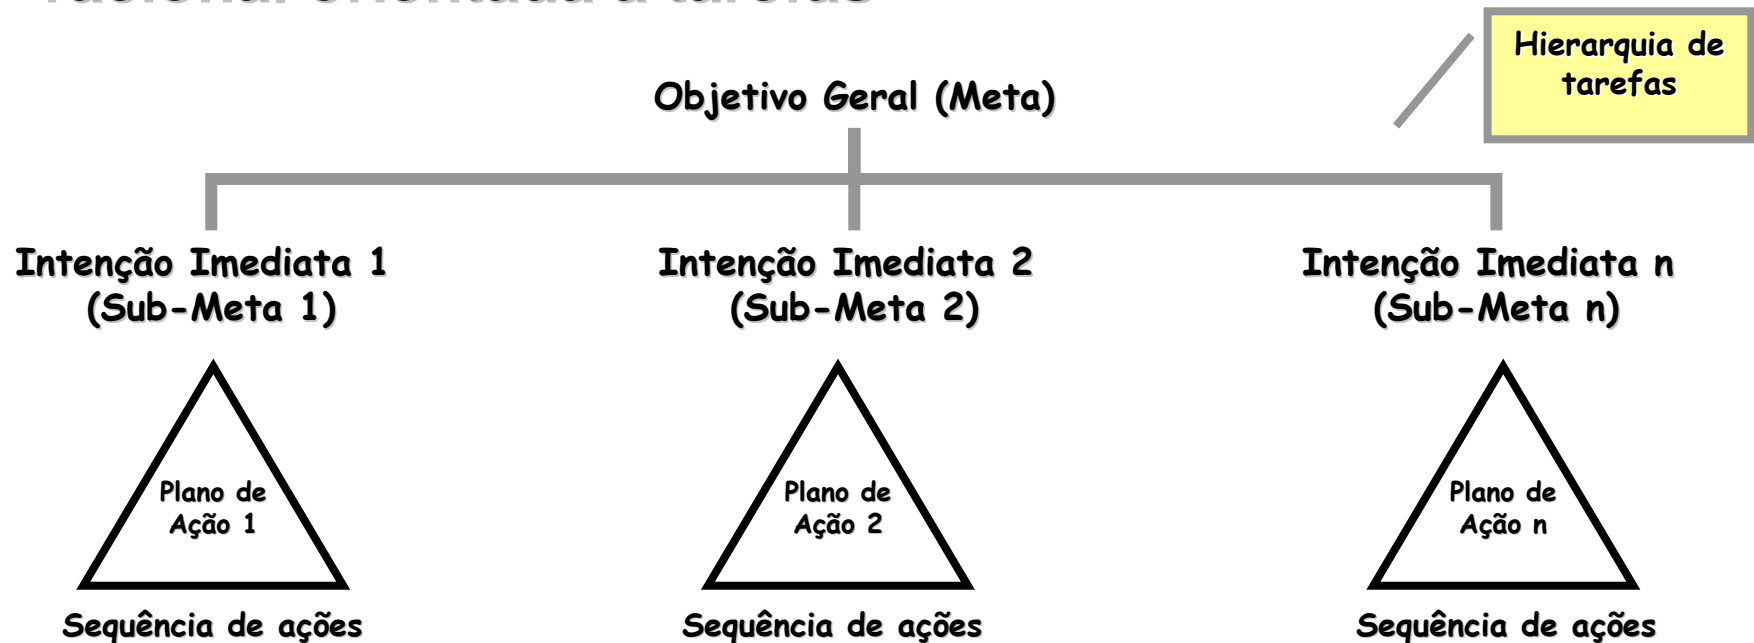 Hierarquia de
tarefas
Objetivo Geral (Meta)
Intenção Imediata 1
(Sub-Meta 1)
Intenção Imediata 2
(Sub-Meta 2)
Intenção Imediata n
(Sub-Meta n)
Plano de
Ação 1
Plano de
Ação 2
Plano de
Ação n
Sequência de ações
Sequência de ações
Sequência de ações